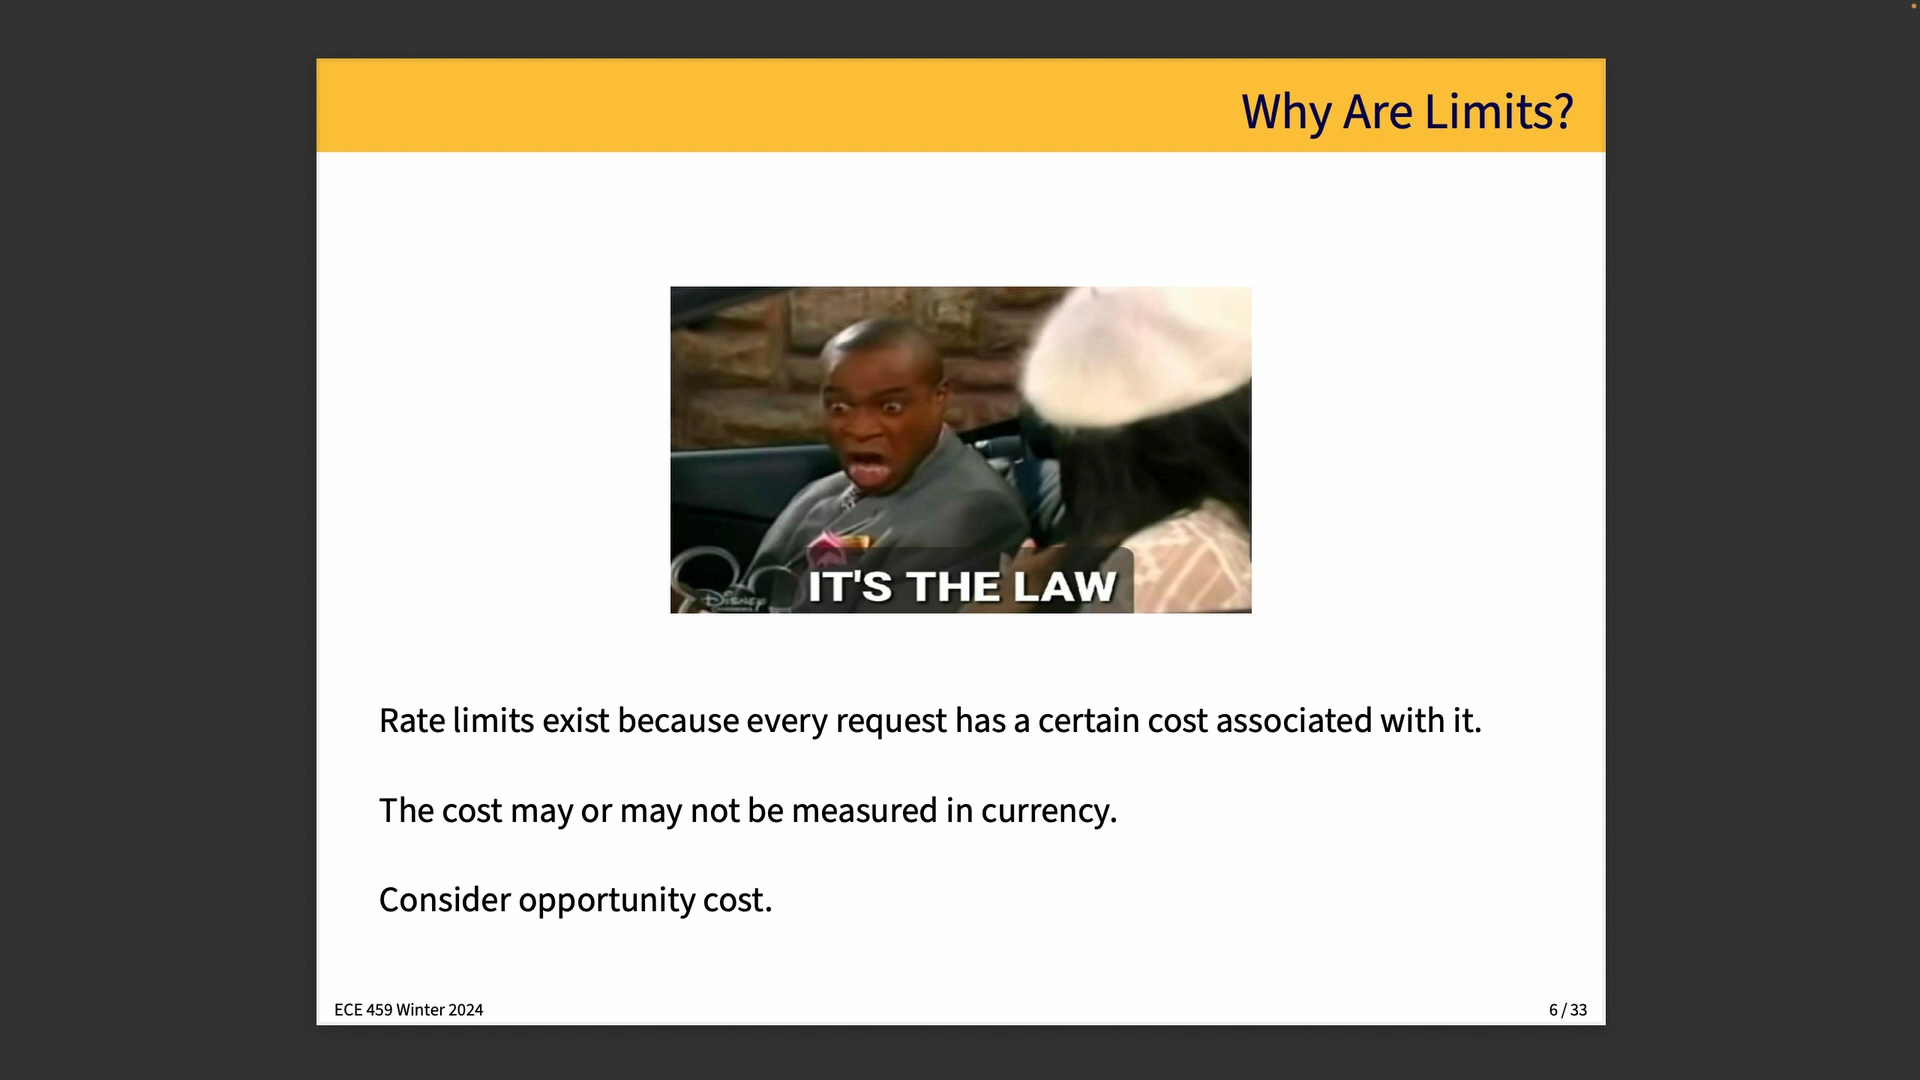 Why Are Limits?
IT'S THE LAW
Disney
Rate limits exist because every request has a certain cost associated with it.
The cost may or may not be measured in currency.
Consider opportunity cost.
ECE 459 Winter 2024
6 / 33